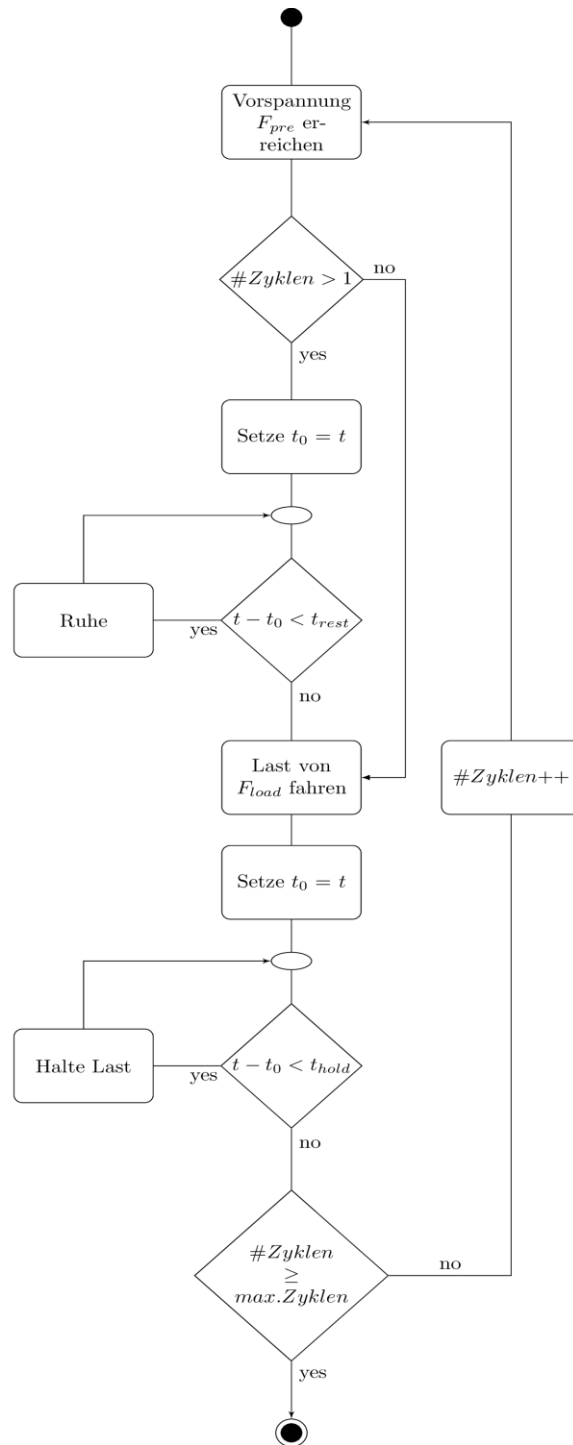 Vorspannung
F_pre er-
reichen
#Zyklen > 1
no
yes
Setze t_0 = t
Ruhe
yes
t − t_0 < t_rest
no
Last von
F_load fahren
#Zyklen++
Setze t_0 = t
Halte Last
yes
t − t_0 < t_hold
no
#Zyklen
≥
max.Zyklen
no
yes